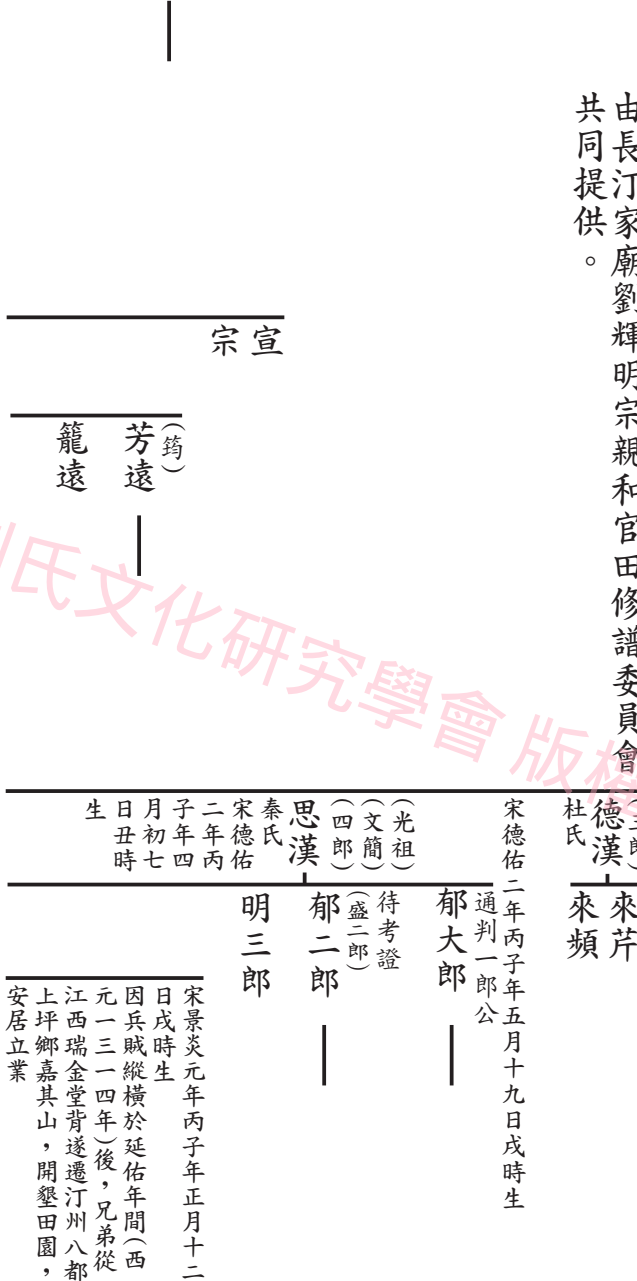 由長汀家廟劉輝明宗親和官田修譜委員會
共同提供。
宣
宗
(筠)
芳遠
籠遠
德漢
杜氏
宋德佑二年丙子年五月十九日戌時生
(光祖)
(文簡)
(四郎)
思漢
秦氏
宋德佑
二年丙
子年四
月初七
日丑時
生
來芹
來頻
通判一郎公
郁大郎
待考證
(盛二郎)
郁二郎
明三郎
宋景炎元年丙子年正月十二
日戌時生
因兵賊縱橫於延佑年間(西
元一三一四年)後，兄弟從
江西瑞金堂背遂遷汀州八都
上坪鄉嘉其山，開墾田園，
安居立業
氏文化研究學會 版權